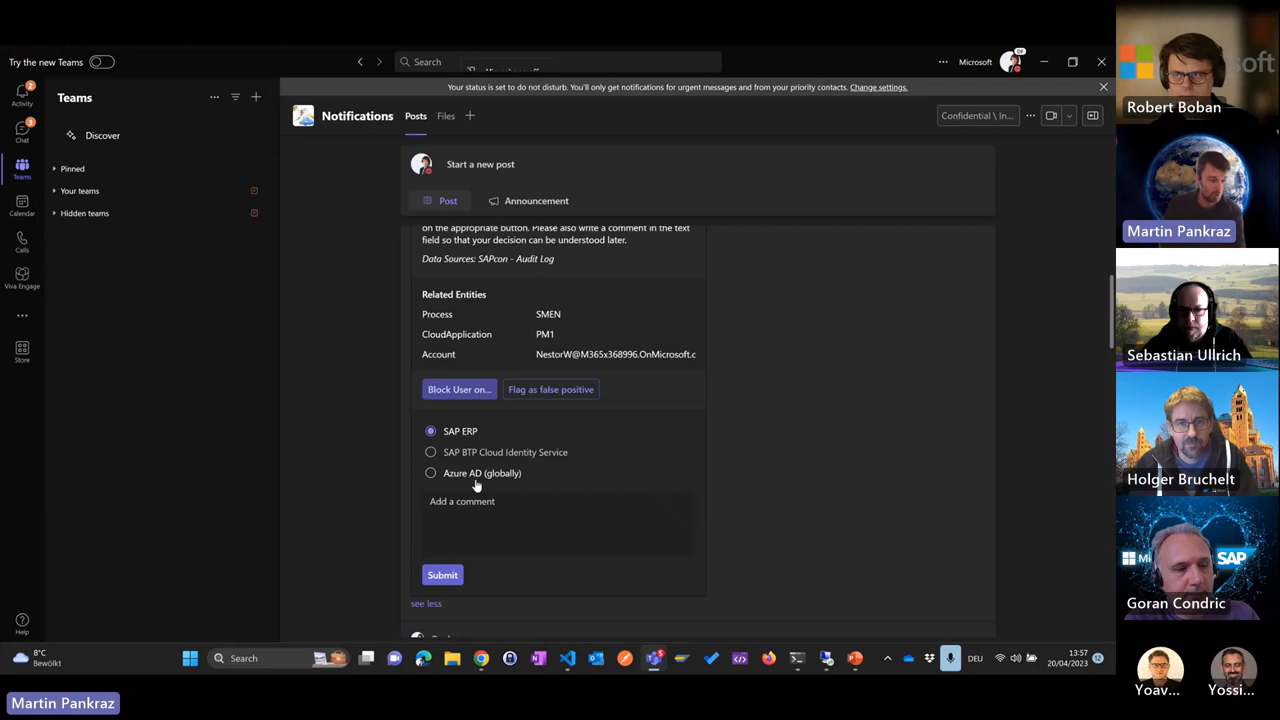 Try the new Teams
Search
Microsoft
Your status is set to do not disturb. You'll only get notifications for urgent messages and from your priority contacts. Change settings.
2
Activity
3
Chat
Teams
Calendar
Calls
Viva Engage
Store
Help
Teams
Discover
Pinned
Your teams
Hidden teams
Notifications
Posts
Files
Confidential \ In...
Start a new post
Post
Announcement
on the appropriate button. Please also write a comment in the text
field so that your decision can be understood later.
Data Sources: SAPcon - Audit Log
Related Entities
Process SMEN
CloudApplication PM1
Account NestorW@M365x368996.OnMicrosoft.c
Block User on...
Flag as false positive
SAP ERP
SAP BTP Cloud Identity Service
Azure AD (globally)
Add a comment
Submit
see less
8°C
Bewölkt
Search
5
DEU
13:57
20/04/2023
12
Martin Pankraz
Robert Boban
Martin Pankraz
Sebastian Ullrich
Holger Bruchelt
SAP
Goran Condric
Yoav...
Yossi...